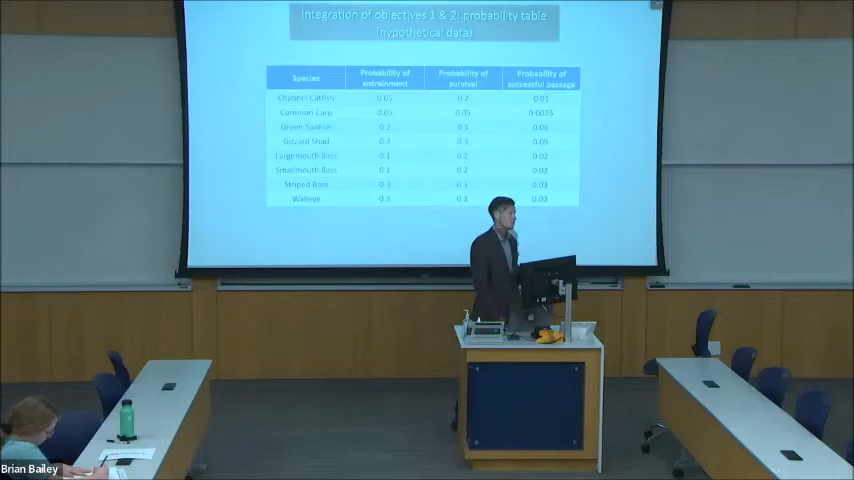 Integration of objectives 1 & 2: probability table
(hypothetical data)
Species Probability of entrainment Probability of survival Probability of successful passage
Channel Catfish 0.05 0.2 0.01
Common Carp 0.05 0.05 0.0025
Green Sunfish 0.2 0.3 0.06
Gizzard Shad 0.3 0.3 0.09
Largemouth Bass 0.1 0.2 0.02
Smallmouth Bass 0.1 0.2 0.02
Striped Bass 0.3 0.1 0.03
Walleye 0.3 0.1 0.03
Brian Bailey